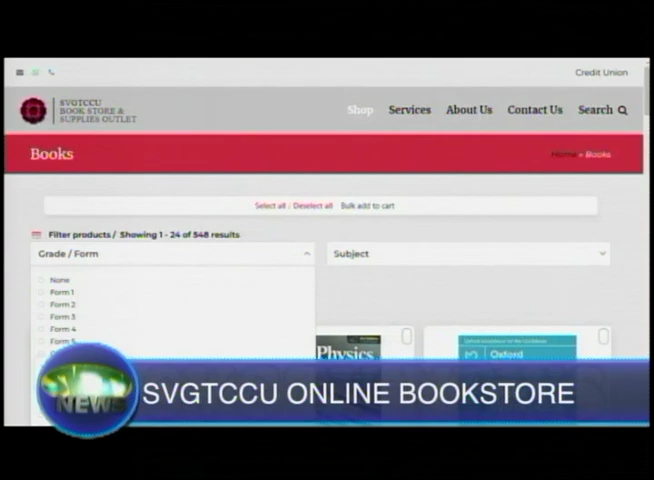 Credit Union
SVGTCCU
BOOK STORE &
SUPPLIES OUTLET
Shop Services About Us Contact Us Search
Books
Home » Books
Select all / Deselect all Bulk add to cart
Filter products / Showing 1 - 24 of 548 results
Grade / Form
Subject
None
Form 1
Form 2
Form 3
Form 4
Form 5
Physics
Oxford
NEWS
SVGTCCU ONLINE BOOKSTORE